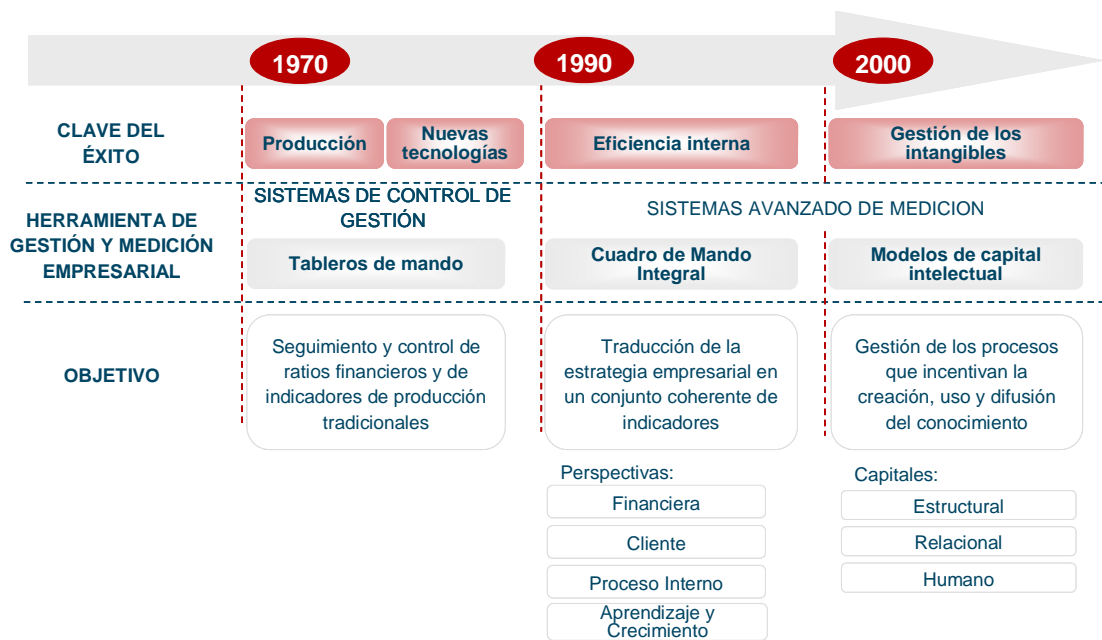 1970
1990
2000
CLAVE DEL
ÉXITO
Producción
Nuevas
tecnologías
Eficiencia interna
Gestión de los
intangibles
HERRAMIENTA DE
GESTIÓN Y MEDICIÓN
EMPRESARIAL
SISTEMAS DE CONTROL DE
GESTIÓN
SISTEMAS AVANZADO DE MEDICION
Tableros de mando
Cuadro de Mando
Integral
Modelos de capital
intelectual
OBJETIVO
Seguimiento y control de
ratios financieros y de
indicadores de producción
tradicionales
Traducción de la
estrategia empresarial en
un conjunto coherente de
indicadores
Gestión de los procesos
que incentivan la
creación, uso y difusión
del conocimiento
Perspectivas:
Financiera
Cliente
Proceso Interno
Aprendizaje y
Crecimiento
Capitales:
Estructural
Relacional
Humano